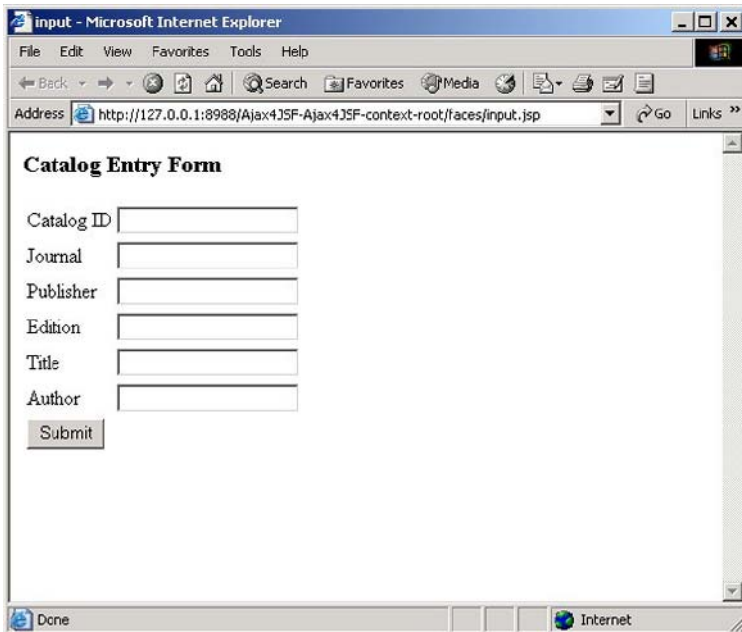 input - Microsoft Internet Explorer
File Edit View Favorites Tools Help
Back Search Favorites Media
Address http://127.0.0.1:8988/Ajax4JSF-Ajax4JSF-context-root/faces/input.jsp Go Links »
Catalog Entry Form
Catalog ID
Journal
Publisher
Edition
Title
Author
Submit
Done Internet